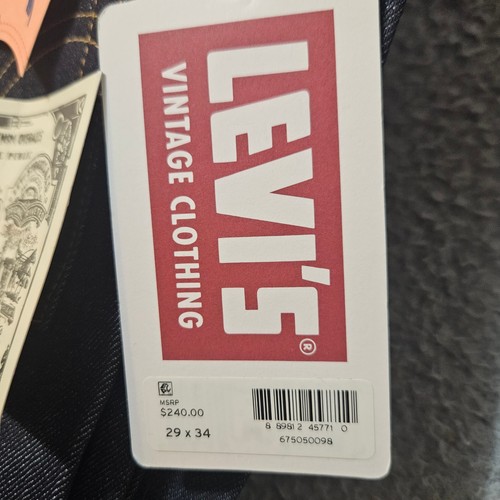 LEVI'S®
VINTAGE CLOTHING
MSRP
$240.00
29 x 34
8 89812 45771 0
675050098